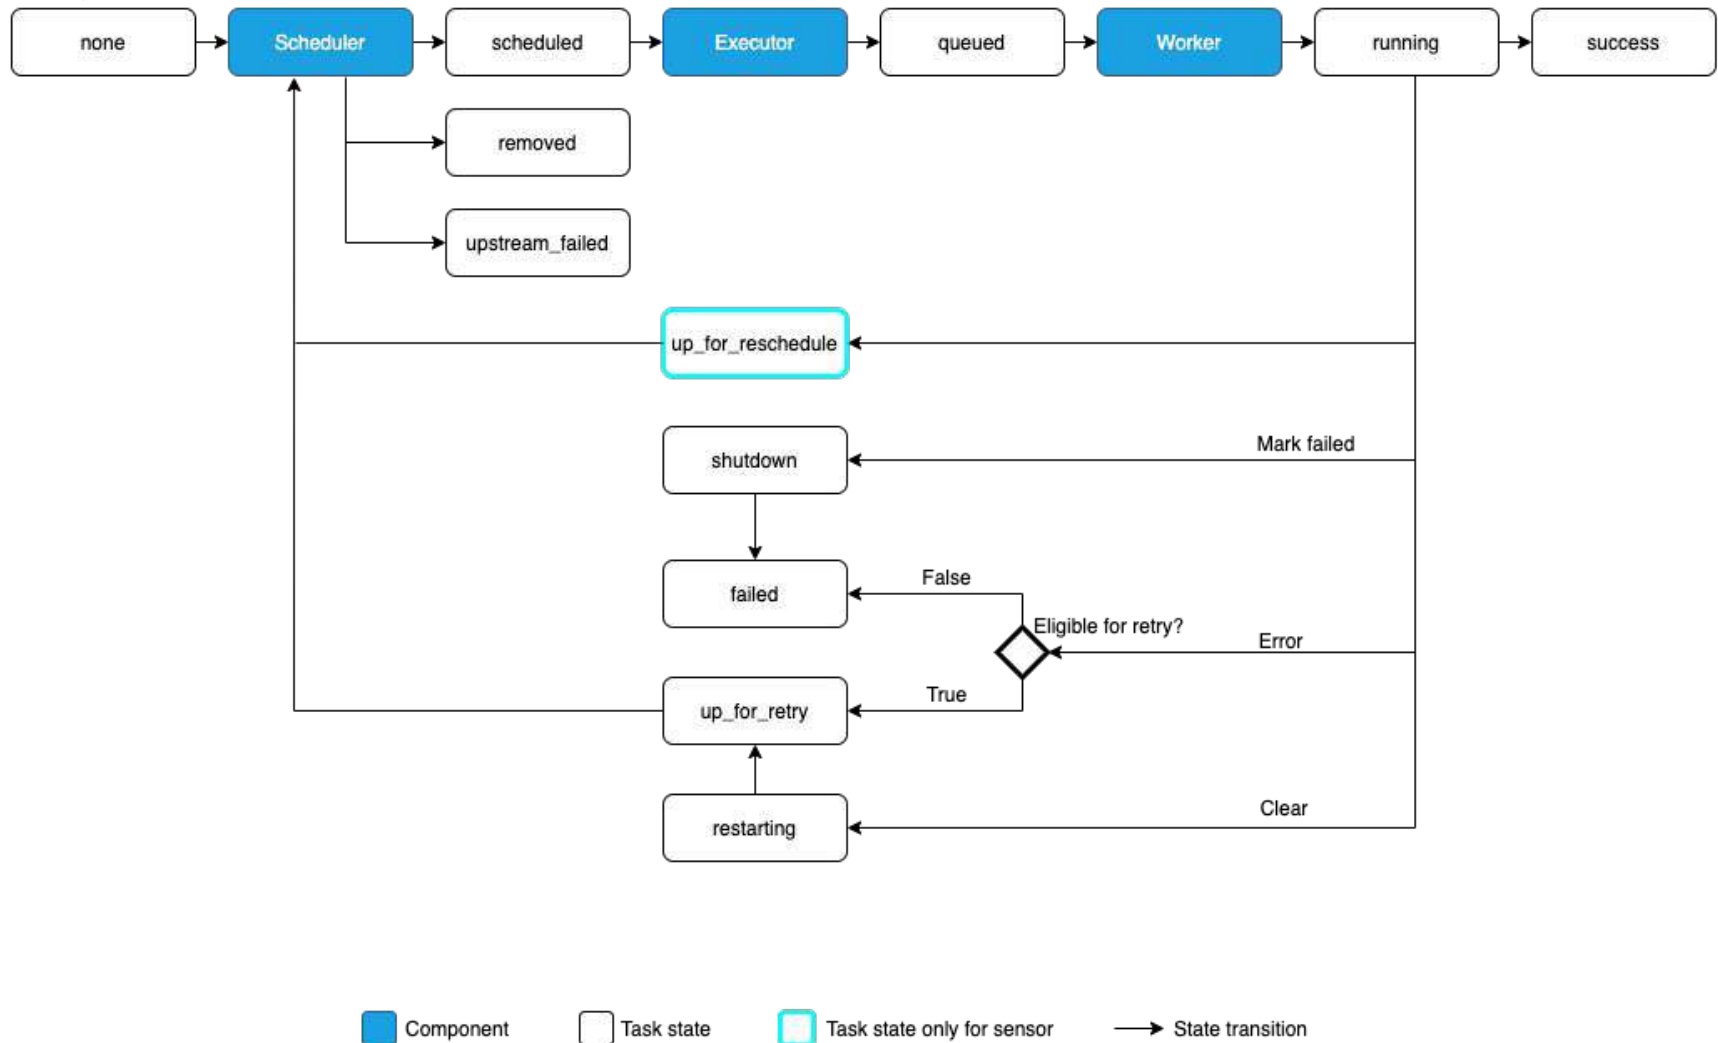 none
Scheduler
scheduled
Executor
queued
Worker
running
success
removed
upstream_failed
up_for_reschedule
Mark failed
shutdown
False
failed
Eligible for retry?
Error
True
up_for_retry
Clear
restarting
Component
Task state
Task state only for sensor
State transition